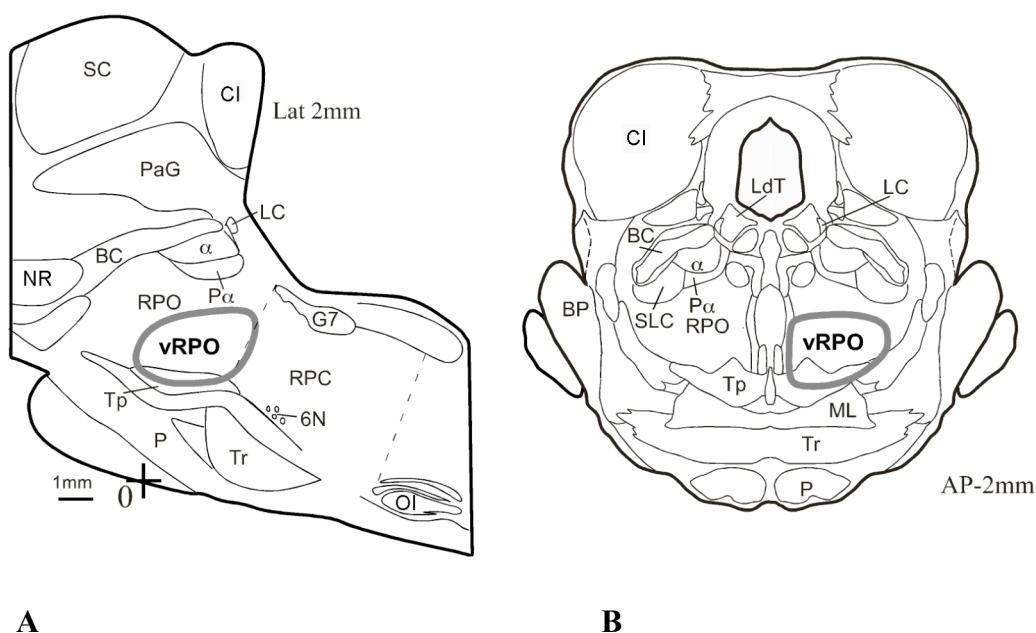 SC
CI
Lat 2mm
PaG
LC
BC
α
NR
Pα
RPO
G7
vRPO
RPC
Tp
6N
P
Tr
1mm
0
OI
A
CI
LdT
LC
BC
α
Pα
BP
SLC
RPO
vRPO
Tp
ML
Tr
P
AP-2mm
B